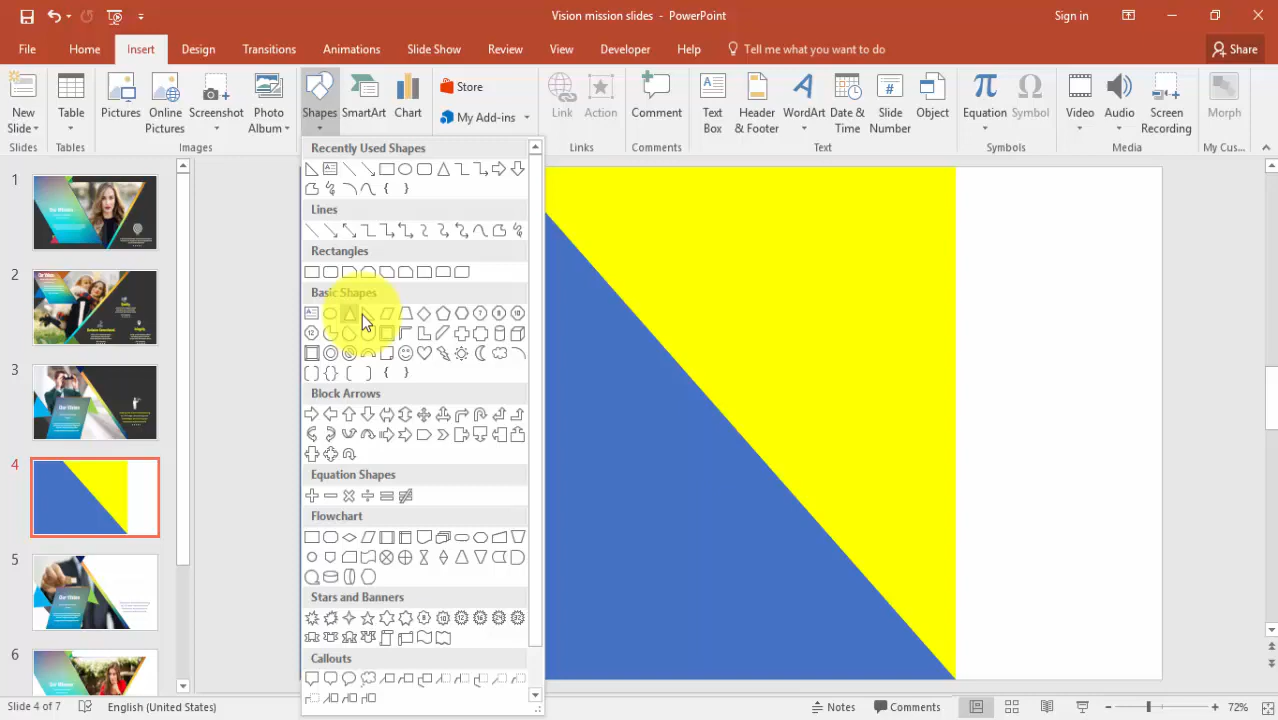 Vision mission slides - PowerPoint
Sign in
File
Home
Insert
Design
Transitions
Animations
Slide Show
Review
View
Developer
Help
Tell me what you want to do
Share
New Slide
Table
Pictures
Online Pictures
Screenshot
Photo Album
Shapes
SmartArt
Chart
Store
My Add-ins
Link
Action
Comment
Text Box
Header & Footer
WordArt
Date & Time
Slide Number
Object
Equation
Symbol
Video
Audio
Screen Recording
Morph
Slides
Tables
Images
Links
Comments
Text
Symbols
Media
My Cus...
Recently Used Shapes
Lines
Rectangles
Basic Shapes
Block Arrows
Equation Shapes
Flowchart
Stars and Banners
Callouts
1
2
3
4
5
6
Slide 4 of 7
English (United States)
Notes
Comments
72%